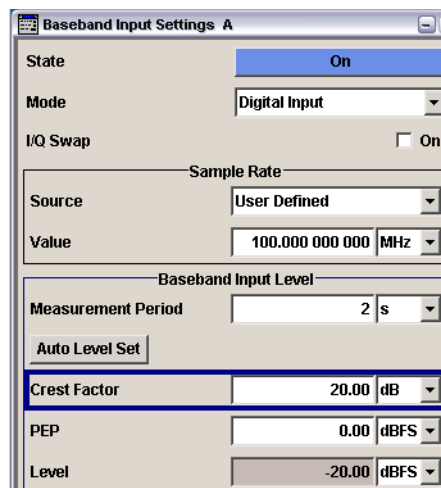 Baseband Input Settings A
State On
Mode Digital Input
I/Q Swap On
Sample Rate
Source User Defined
Value 100.000 000 000 MHz
Baseband Input Level
Measurement Period 2 s
Auto Level Set
Crest Factor 20.00 dB
PEP 0.00 dBFS
Level -20.00 dBFS